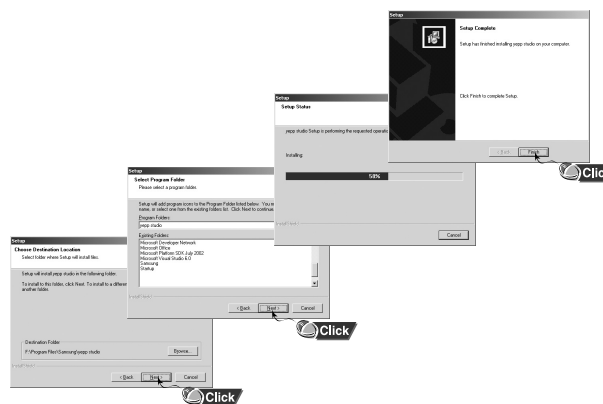 Setup
Choose Destination Location
Select folder where Setup will install files.
Setup will install yepp studio in the following folder.
To install to this folder, click Next. To install to a differe
another folder.
Destination Folder
F:\Program Files\Samsung\yepp studio
Browse...
InstallShield
< Back
Next >
Cancel
Click
Setup
Select Program Folder
Please select a program folder.
Setup will add program icons to the Program Folder listed below. You m
name, or select one from the existing folders list. Click Next to continue
Program Folders:
yepp studio
Existing Folders:
Microsoft Developer Network
Microsoft Office
Microsoft Platform SDK July 2002
Microsoft Visual Studio 6.0
Samsung
Startup
InstallShield
< Back
Next >
Cancel
Click
Setup
Setup Status
yepp studio Setup is performing the requested operatio
Installing:
58%
InstallShield
Cancel
Setup
Setup Complete
Setup has finished installing yepp studio on your computer.
Click Finish to complete Setup.
< Back
Finish
Clic